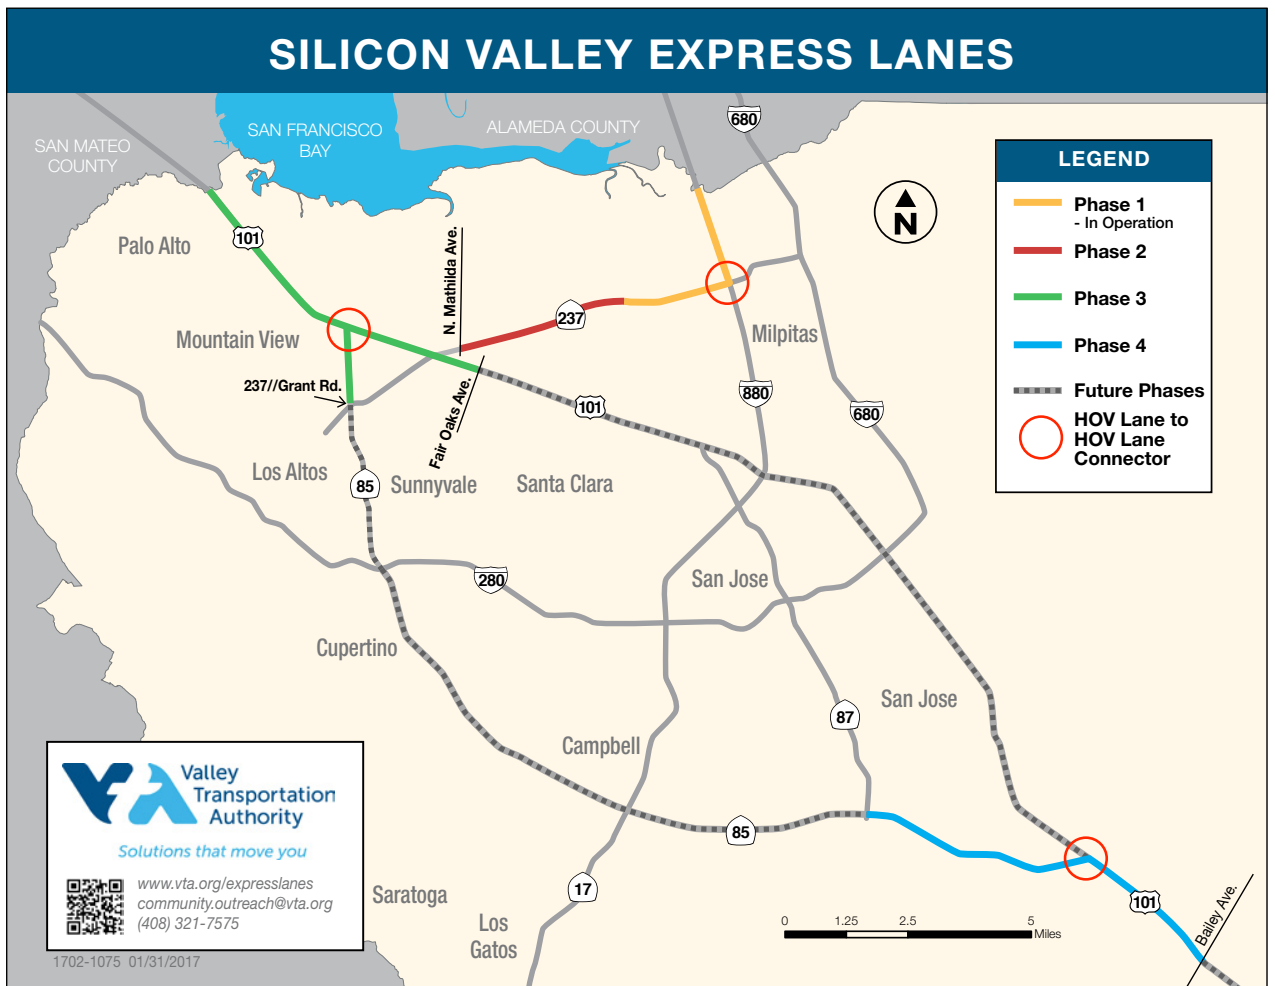 SILICON VALLEY EXPRESS LANES
SAN MATEO
COUNTY
SAN FRANCISCO
BAY
ALAMEDA COUNTY
680
LEGEND
Phase 1
- In Operation
Phase 2
Phase 3
Phase 4
Future Phases
HOV Lane to
HOV Lane
Connector
N
Palo Alto
101
N. Mathilda Ave.
237
Mountain View
Milpitas
237//Grant Rd.
Fair Oaks Ave.
101
880
680
Los Altos
85
Sunnyvale
Santa Clara
280
San Jose
Cupertino
San Jose
87
Campbell
85
17
Saratoga
Los
Gatos
101
Bailey Ave.
0 1.25 2.5 5
Miles
Valley
Transportation
Authority
Solutions that move you
www.vta.org/expresslanes
community.outreach@vta.org
(408) 321-7575
1702-1075 01/31/2017